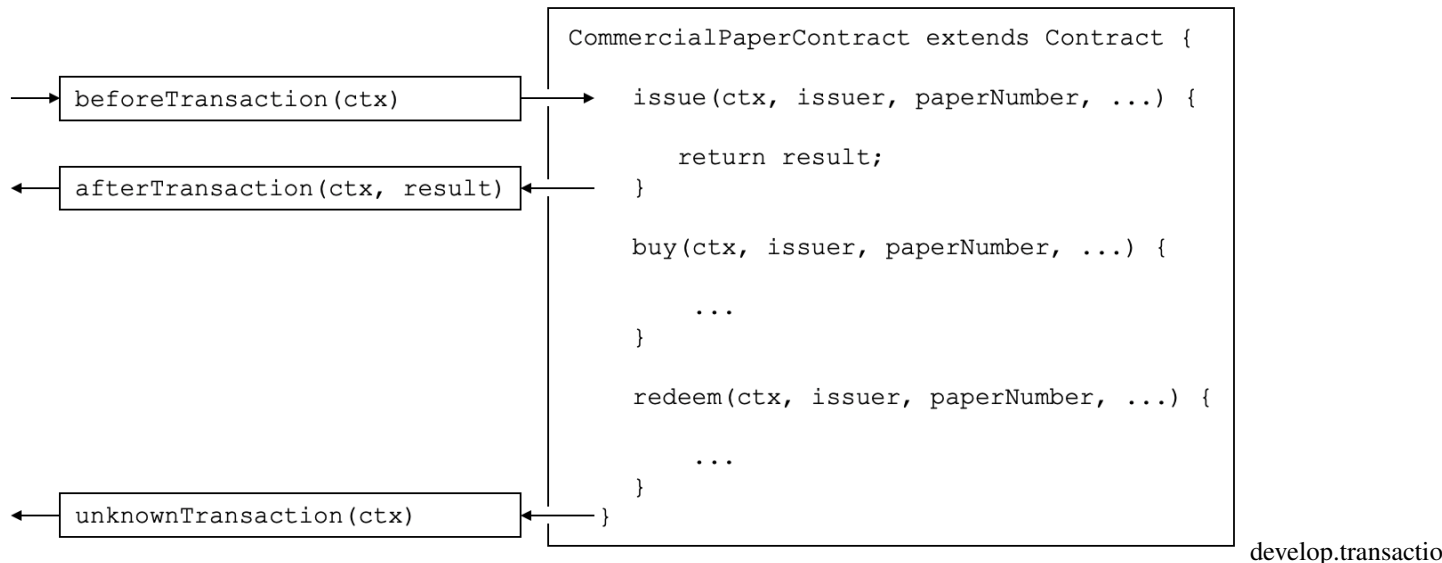 CommercialPaperContract extends Contract {
beforeTransaction(ctx)
issue(ctx, issuer, paperNumber, ...) {
return result;
afterTransaction(ctx, result)
}
buy(ctx, issuer, paperNumber, ...) {
...
}
redeem(ctx, issuer, paperNumber, ...) {
...
}
unknownTransaction(ctx)
}
develop.transactio